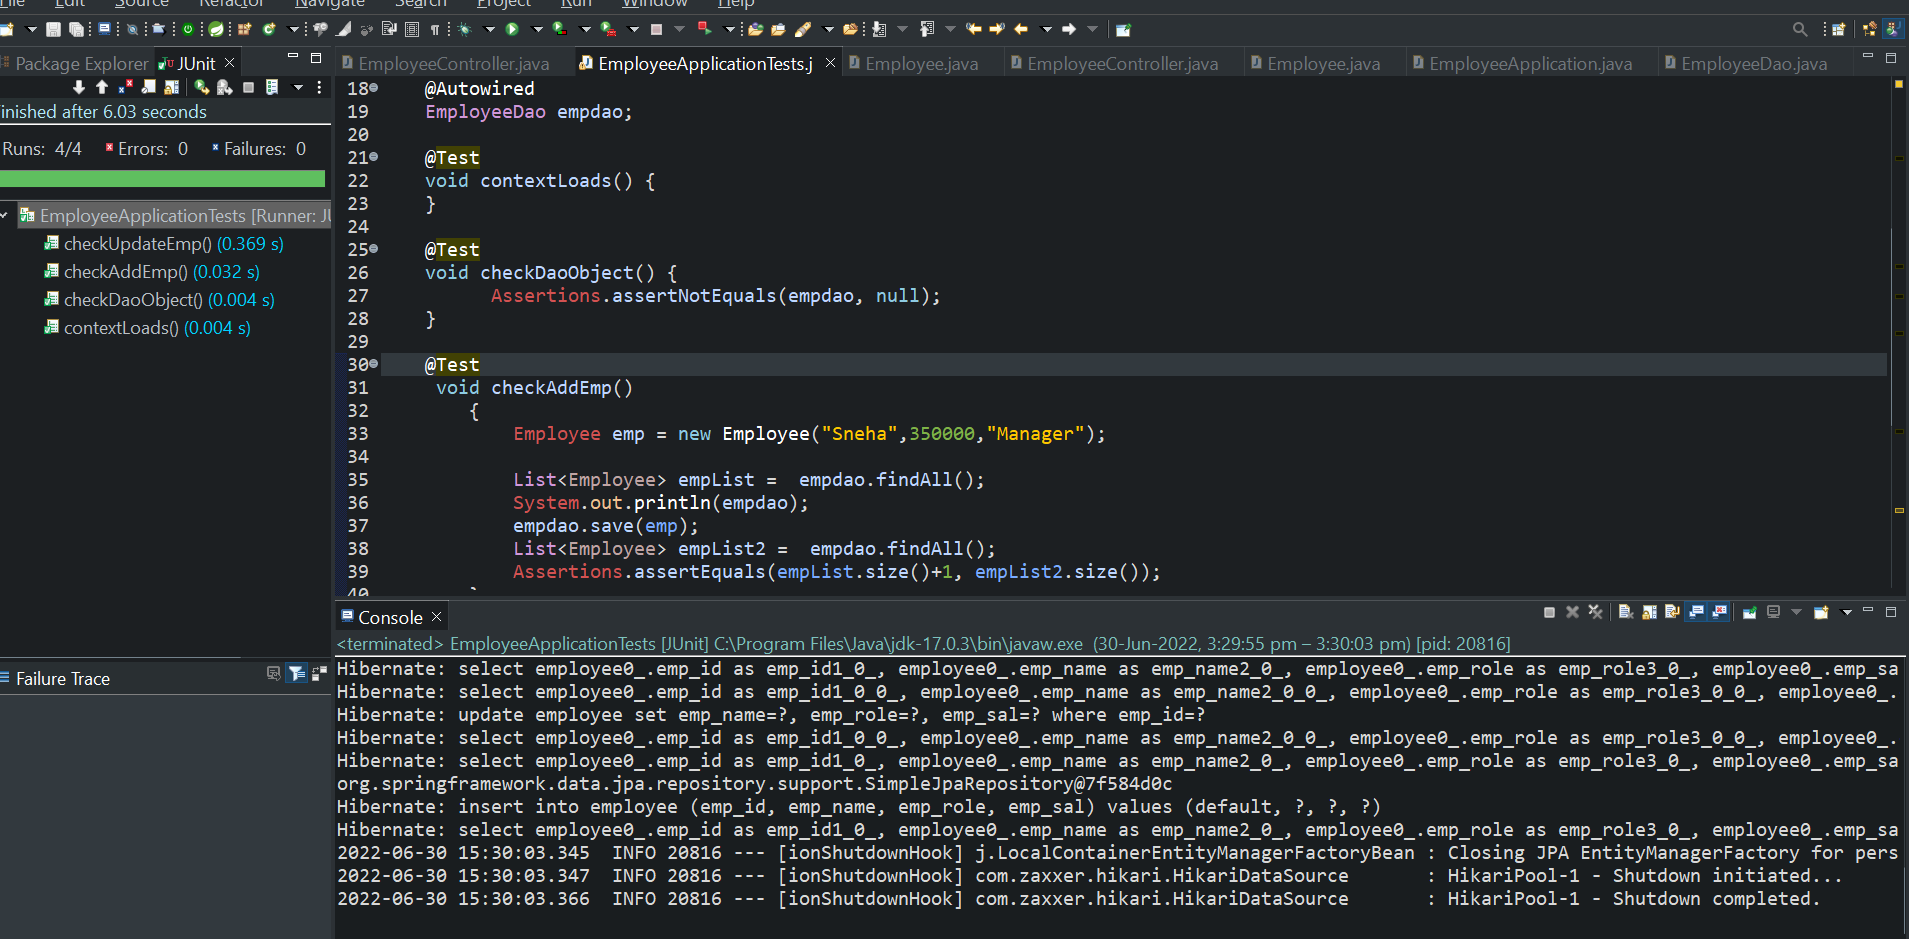 File Edit Source Refactor Navigate Search Project Run Window Help
Package Explorer JUnit
inished after 6.03 seconds
Runs: 4/4 Errors: 0 Failures: 0
EmployeeApplicationTests [Runner: JU
checkUpdateEmp() (0.369 s)
checkAddEmp() (0.032 s)
checkDaoObject() (0.004 s)
contextLoads() (0.004 s)
Failure Trace
EmployeeController.java EmployeeApplicationTests.j Employee.java EmployeeController.java Employee.java EmployeeApplication.java EmployeeDao.java
18 @Autowired
19 EmployeeDao empdao;
20
21 @Test
22 void contextLoads() {
23 }
24
25 @Test
26 void checkDaoObject() {
27 Assertions.assertNotEquals(empdao, null);
28 }
29
30 @Test
31 void checkAddEmp()
32 {
33 Employee emp = new Employee("Sneha",350000,"Manager");
34
35 List<Employee> empList =  empdao.findAll();
36 System.out.println(empdao);
37 empdao.save(emp);
38 List<Employee> empList2 =  empdao.findAll();
39 Assertions.assertEquals(empList.size()+1, empList2.size());
40 }
Console
<terminated> EmployeeApplicationTests [JUnit] C:\Program Files\Java\jdk-17.0.3\bin\javaw.exe (30-Jun-2022, 3:29:55 pm – 3:30:03 pm) [pid: 20816]
Hibernate: select employee0_.emp_id as emp_id1_0_, employee0_.emp_name as emp_name2_0_, employee0_.emp_role as emp_role3_0_, employee0_.emp_sa
Hibernate: select employee0_.emp_id as emp_id1_0_0_, employee0_.emp_name as emp_name2_0_0_, employee0_.emp_role as emp_role3_0_0_, employee0_.
Hibernate: update employee set emp_name=?, emp_role=?, emp_sal=? where emp_id=?
Hibernate: select employee0_.emp_id as emp_id1_0_0_, employee0_.emp_name as emp_name2_0_0_, employee0_.emp_role as emp_role3_0_0_, employee0_.
Hibernate: select employee0_.emp_id as emp_id1_0_, employee0_.emp_name as emp_name2_0_, employee0_.emp_role as emp_role3_0_, employee0_.emp_sa
org.springframework.data.jpa.repository.support.SimpleJpaRepository@7f584d0c
Hibernate: insert into employee (emp_id, emp_name, emp_role, emp_sal) values (default, ?, ?, ?)
Hibernate: select employee0_.emp_id as emp_id1_0_, employee0_.emp_name as emp_name2_0_, employee0_.emp_role as emp_role3_0_, employee0_.emp_sa
2022-06-30 15:30:03.345  INFO 20816 --- [ionShutdownHook] j.LocalContainerEntityManagerFactoryBean : Closing JPA EntityManagerFactory for pers
2022-06-30 15:30:03.347  INFO 20816 --- [ionShutdownHook] com.zaxxer.hikari.HikariDataSource : HikariPool-1 - Shutdown initiated...
2022-06-30 15:30:03.366  INFO 20816 --- [ionShutdownHook] com.zaxxer.hikari.HikariDataSource : HikariPool-1 - Shutdown completed.